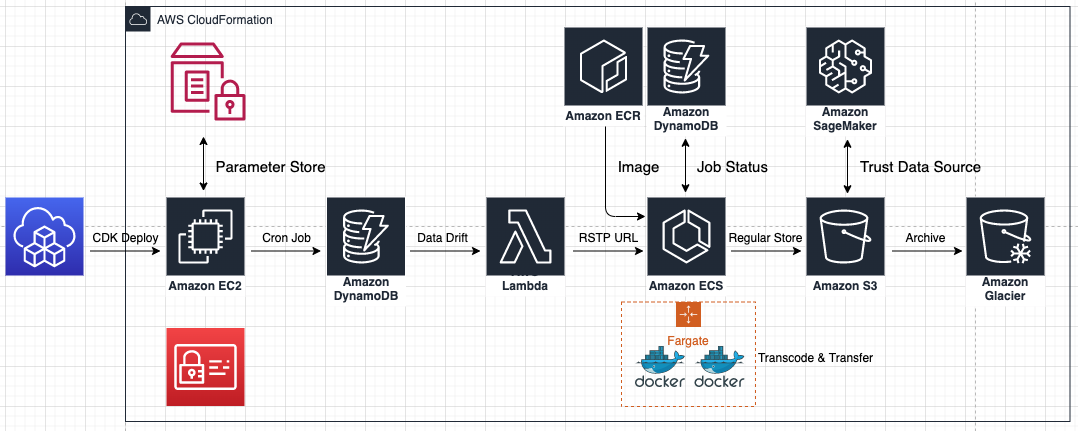 AWS CloudFormation
Amazon ECR
Amazon
DynamoDB
Amazon
SageMaker
Parameter Store
Image
Job Status
Trust Data Source
CDK Deploy
Cron Job
Data Drift
RSTP URL
Regular Store
Archive
Amazon EC2
Amazon
DynamoDB
Lambda
Amazon ECS
Amazon S3
Amazon
Glacier
Fargate
docker
docker
Transcode & Transfer